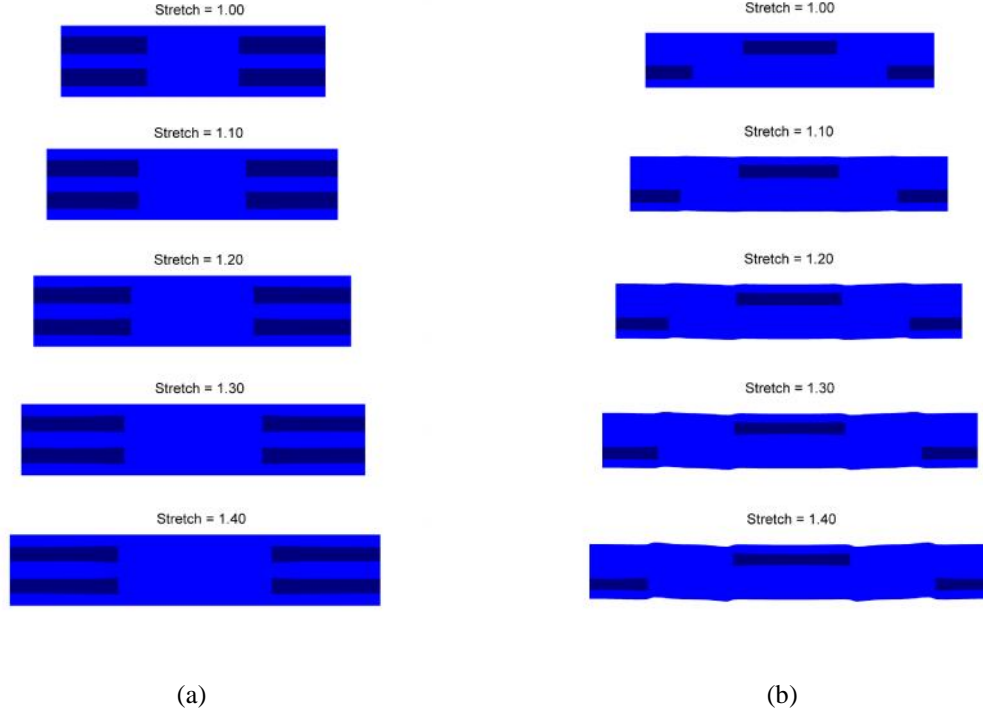 Stretch = 1.00
Stretch = 1.10
Stretch = 1.20
Stretch = 1.30
Stretch = 1.40
(a)
Stretch = 1.00
Stretch = 1.10
Stretch = 1.20
Stretch = 1.30
Stretch = 1.40
(b)